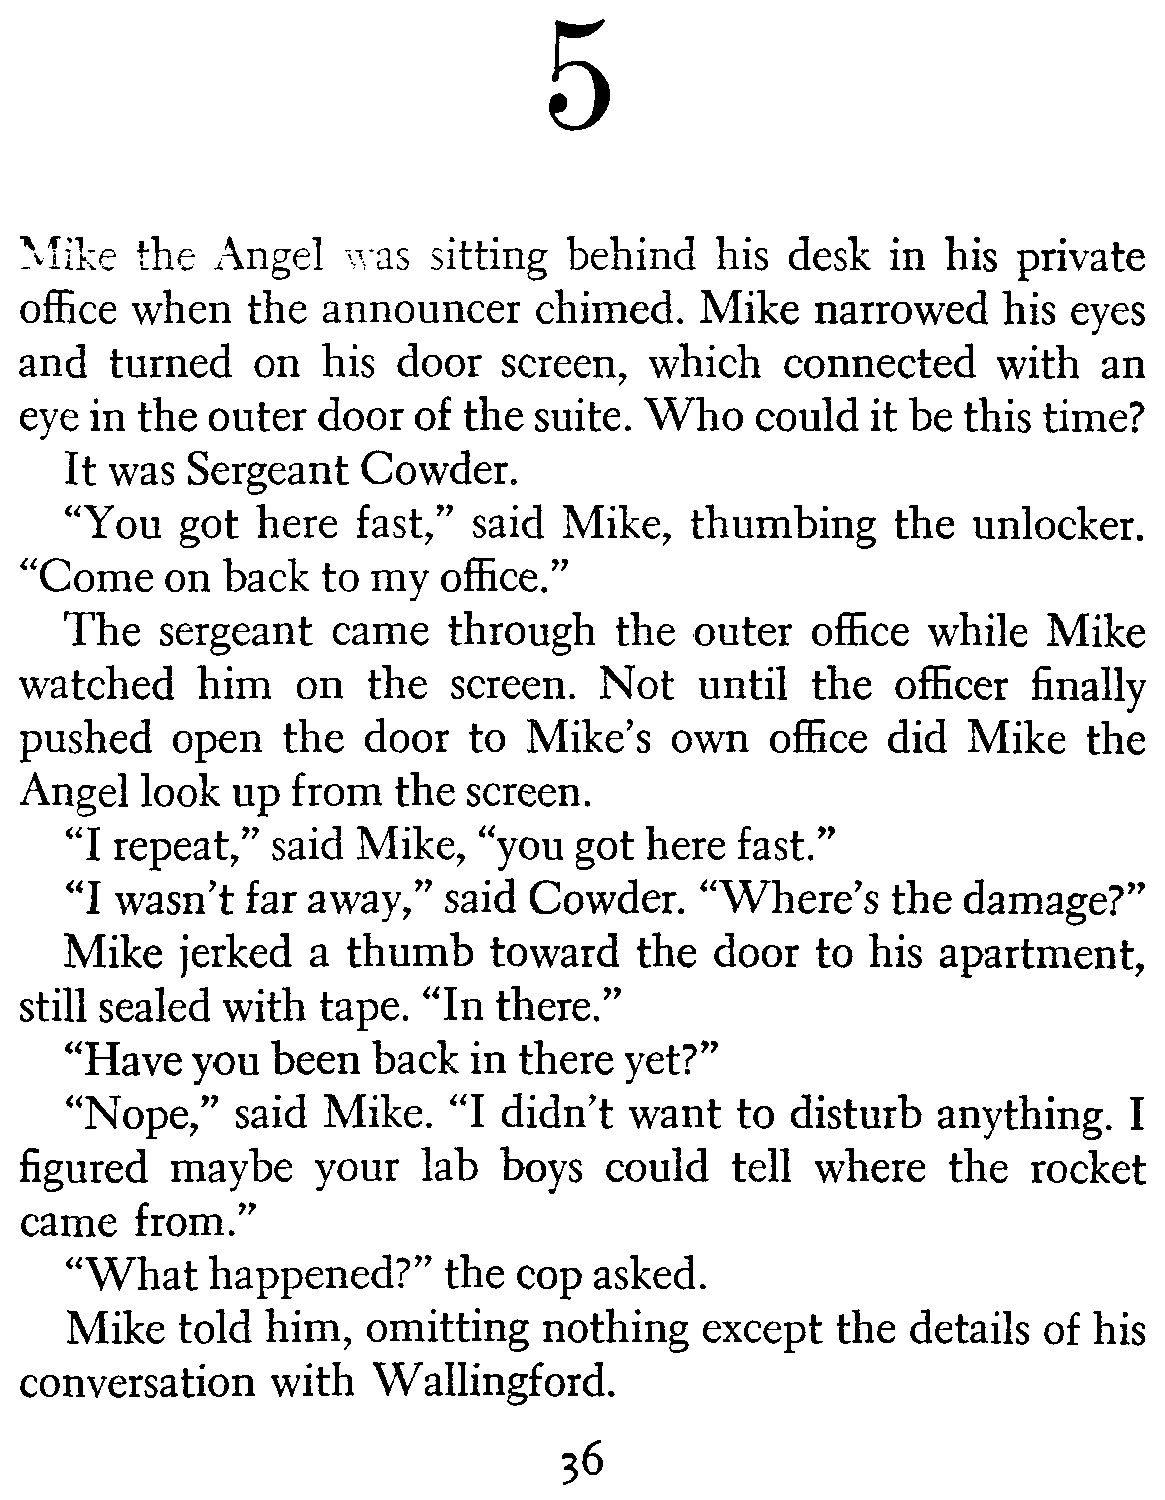 5
Mike the Angel was sitting behind his desk in his private
office when the announcer chimed. Mike narrowed his eyes
and turned on his door screen, which connected with an
eye in the outer door of the suite. Who could it be this time?
It was Sergeant Cowder.
“You got here fast,” said Mike, thumbing the unlocker.
“Come on back to my office.”
The sergeant came through the outer office while Mike
watched him on the screen. Not until the officer finally
pushed open the door to Mike’s own office did Mike the
Angel look up from the screen.
“I repeat,” said Mike, “you got here fast.”
“I wasn’t far away,” said Cowder. “Where’s the damage?”
Mike jerked a thumb toward the door to his apartment,
still sealed with tape. “In there.”
“Have you been back in there yet?”
“Nope,” said Mike. “I didn’t want to disturb anything. I
figured maybe your lab boys could tell where the rocket
came from.”
“What happened?” the cop asked.
Mike told him, omitting nothing except the details of his
conversation with Wallingford.
36